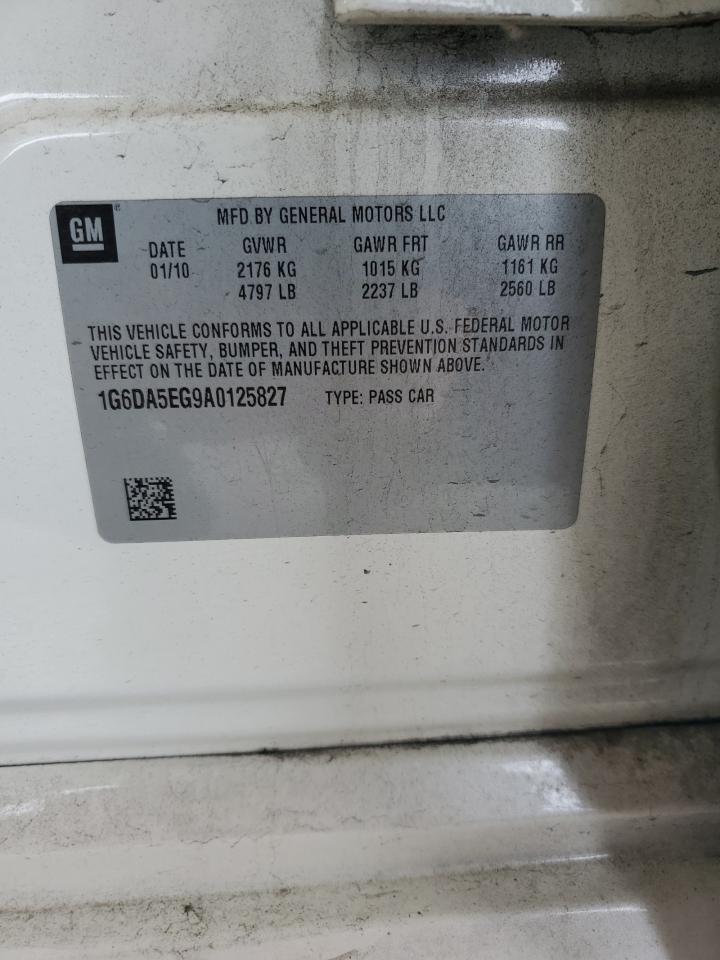 GM ®
MFD BY GENERAL MOTORS LLC
DATE GVWR GAWR FRT GAWR RR
01/10 2176 KG 1015 KG 1161 KG
4797 LB 2237 LB 2560 LB
THIS VEHICLE CONFORMS TO ALL APPLICABLE U.S. FEDERAL MOTOR
VEHICLE SAFETY, BUMPER, AND THEFT PREVENTION STANDARDS IN
EFFECT ON THE DATE OF MANUFACTURE SHOWN ABOVE.
1G6DA5EG9A0125827 TYPE: PASS CAR